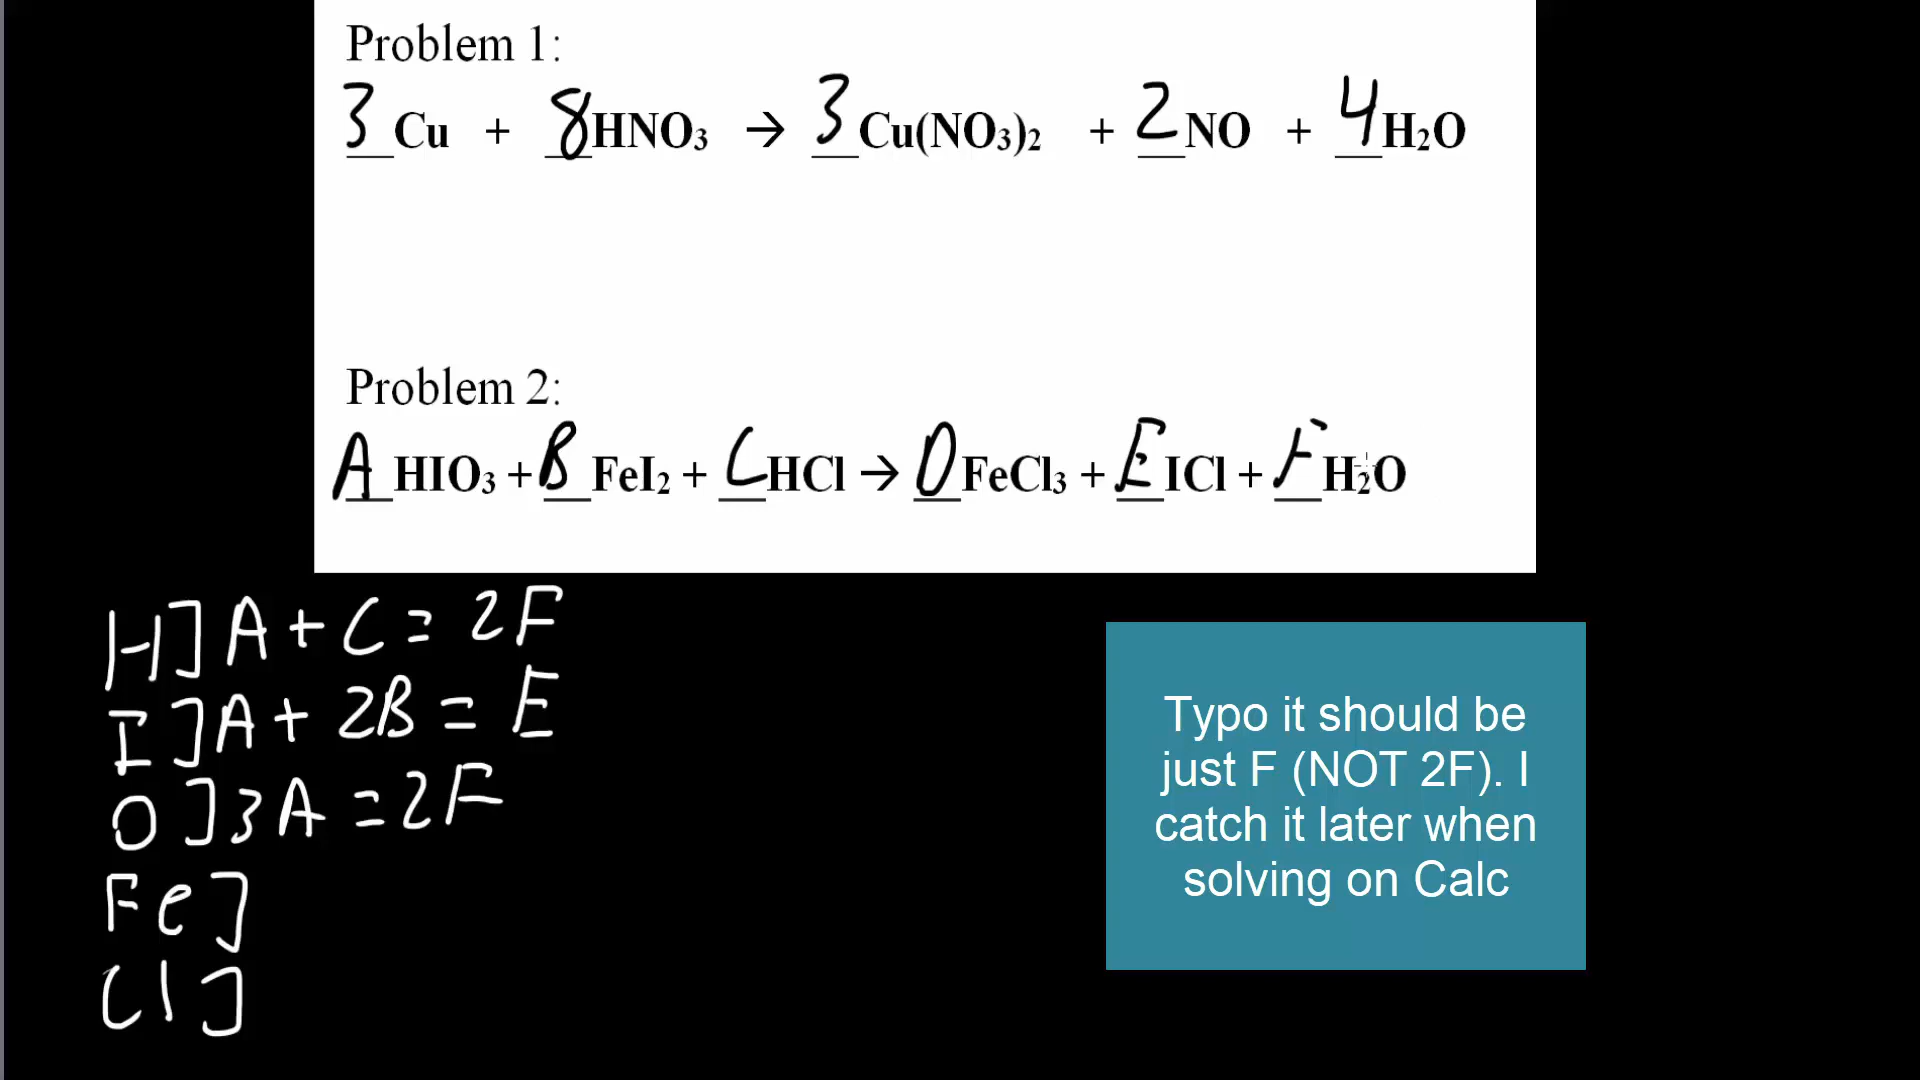 Problem 1:
3 Cu + 8 HNO₃ → 3 Cu(NO₃)₂ + 2 NO + 4 H₂O
Problem 2:
A HIO₃ + B FeI₂ + C HCl → D FeCl₃ + E ICl + F H₂O
H] A + C = 2F
I] A + 2B = E
O] 3A = 2F
Fe]
Cl]
Typo it should be
just F (NOT 2F). I
catch it later when
solving on Calc